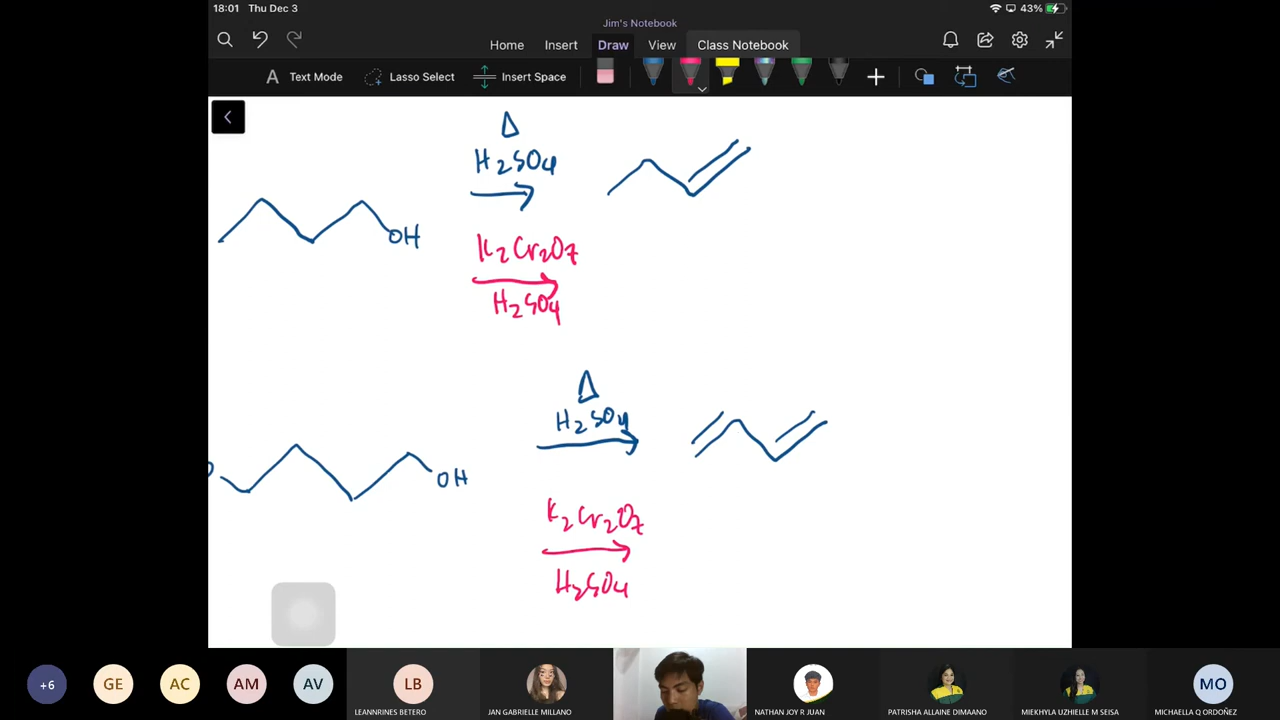 18:01 Thu Dec 3
43%
Jim's Notebook
Home Insert Draw View Class Notebook
Text Mode Lasso Select Insert Space
Δ
H2SO4
OH
K2Cr2O7
H2SO4
Δ
H2SO4
OH
K2Cr2O7
H2SO4
+6 GE AC AM AV LB MO
LEANNRINES BETERO JAN GABRIELLE MILLANO NATHAN JOY R JUAN PATRISHA ALLAINE DIMAANO MIEKHYLA UZHIELLE M SEISA MICHAELLA Q ORDOÑEZ